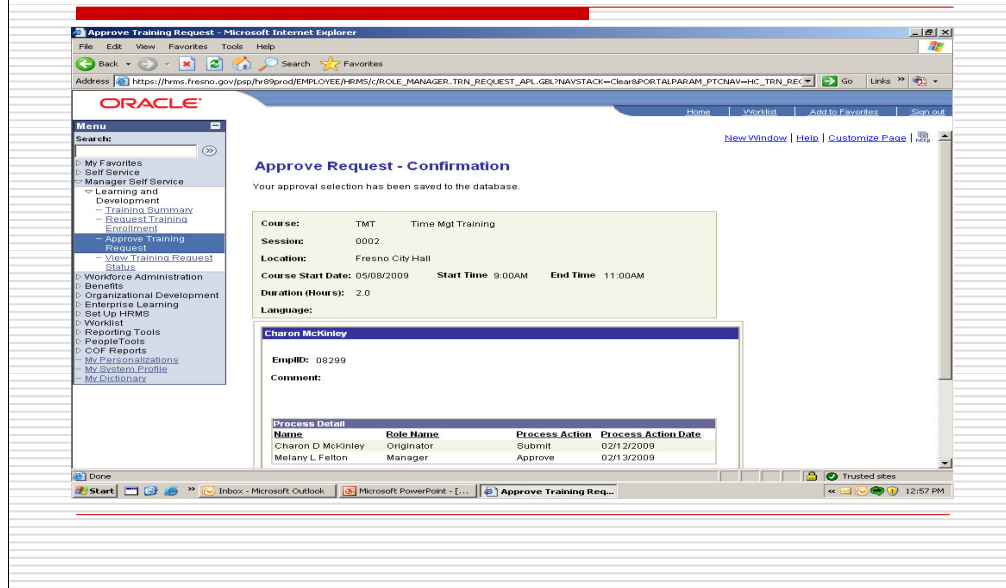 Approve Training Request - Microsoft Internet Explorer
File Edit View Favorites Tools Help
Back Search Favorites
Address https://hrms.fresno.gov/psp/hr89prod/EMPLOYEE/HRMS/c/ROLE_MANAGER.TRN_REQUEST_APL.GBL?NAVSTACK=Clear&PORTALPARAM_PTCNAV=HC_TRN_REC Go Links »
ORACLE
Home Worklist Add to Favorites Sign out
Menu
Search:
My Favorites
Self Service
Manager Self Service
Learning and
Development
– Training Summary
– Request Training
Enrollment
– Approve Training
Request
– View Training Request
Status
Workforce Administration
Benefits
Organizational Development
Enterprise Learning
Set Up HRMS
Worklist
Reporting Tools
PeopleTools
COF Reports
– My Personalizations
– My System Profile
– My Dictionary
New Window | Help | Customize Page | http
Approve Request - Confirmation
Your approval selection has been saved to the database.
Course: TMT Time Mgt Training
Session: 0002
Location: Fresno City Hall
Course Start Date: 05/08/2009 Start Time 9:00AM End Time 11:00AM
Duration (Hours): 2.0
Language:
Charon McKinley
EmplID: 08299
Comment:
Process Detail
Name Role Name Process Action Process Action Date
Charon D McKinley Originator Submit 02/12/2009
Melany L Felton Manager Approve 02/13/2009
Done Trusted sites
Start » Inbox - Microsoft Outlook Microsoft PowerPoint - [... Approve Training Req... « 12:57 PM